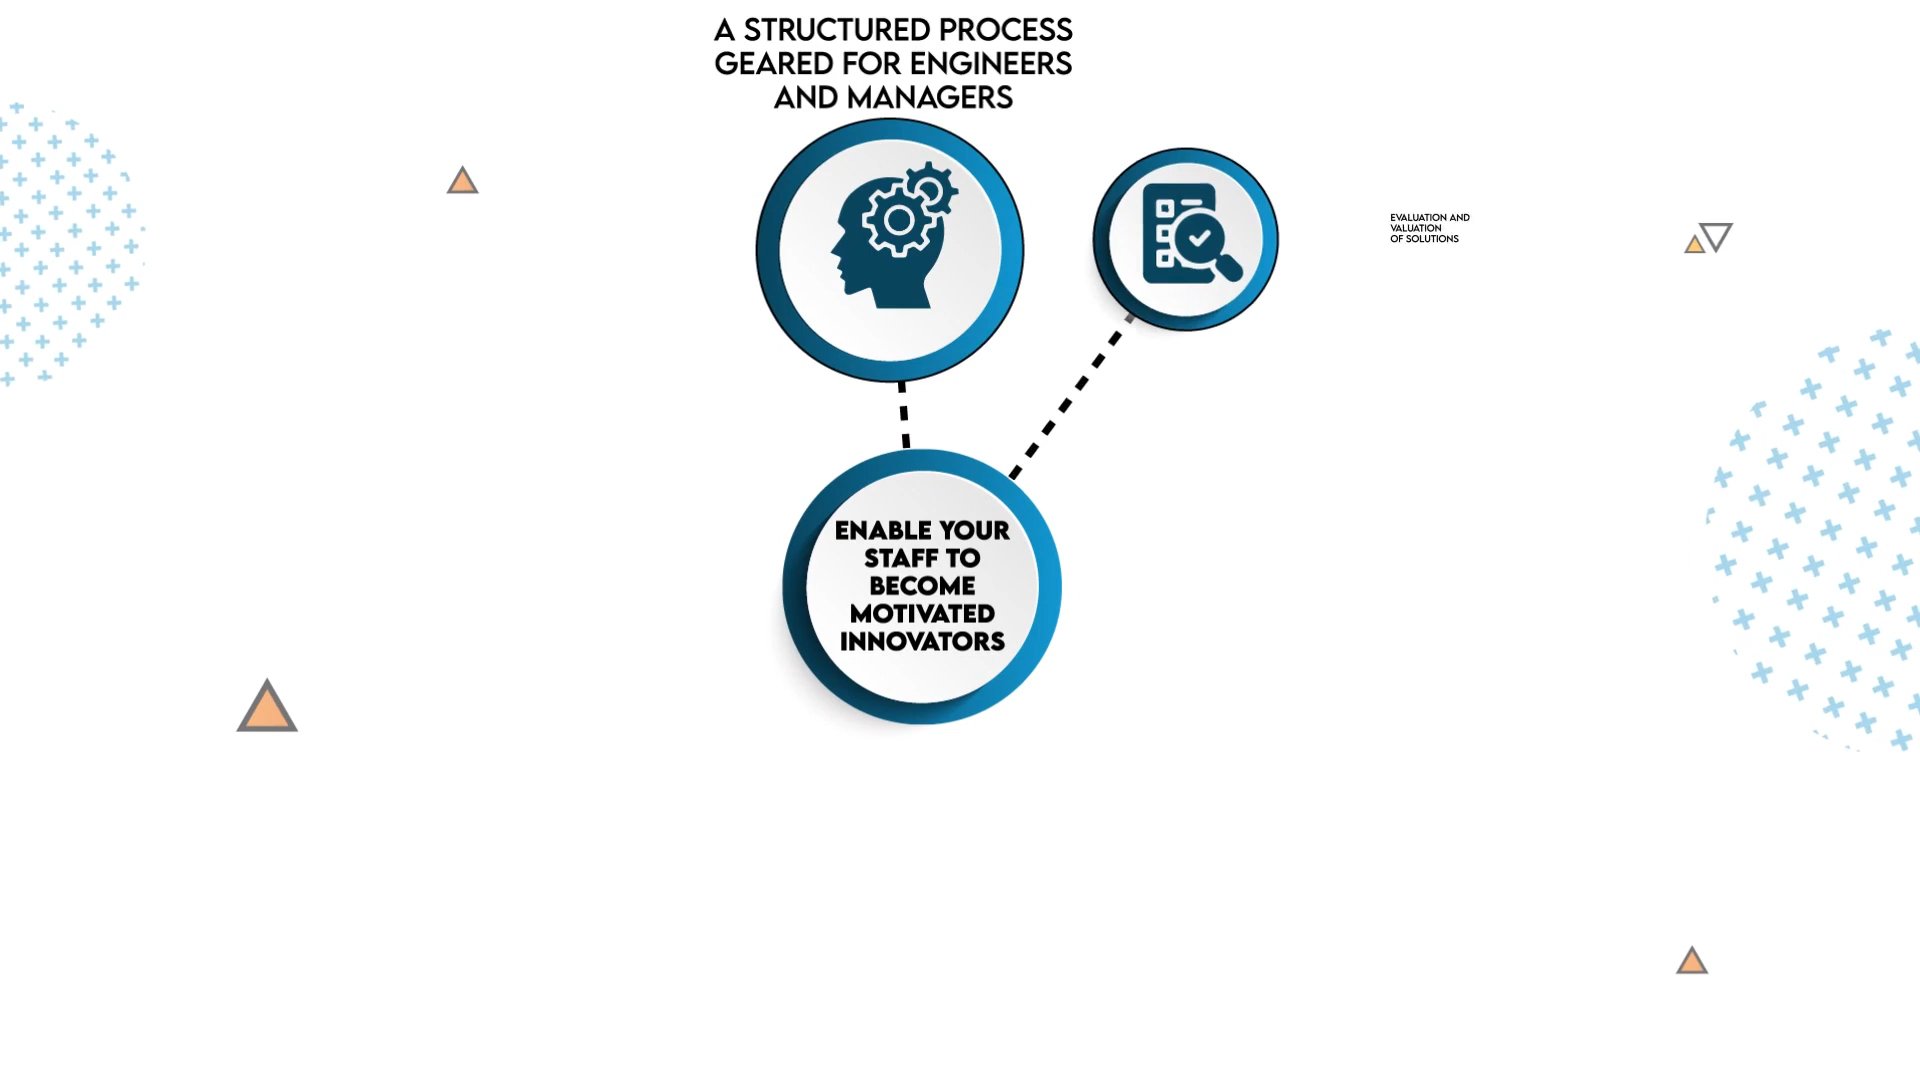 A STRUCTURED PROCESS
GEARED FOR ENGINEERS
AND MANAGERS
EVALUATION AND
VALUATION
OF SOLUTIONS
ENABLE YOUR
STAFF TO
BECOME
MOTIVATED
INNOVATORS